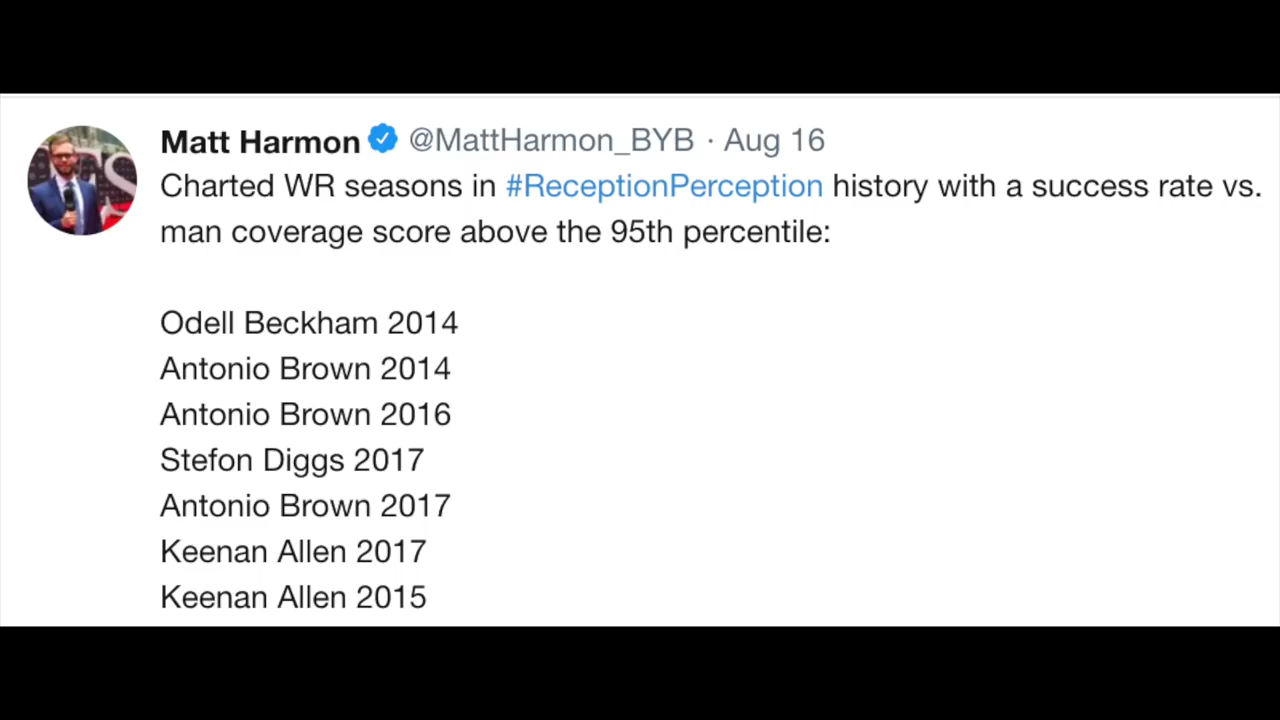 Matt Harmon @MattHarmon_BYB · Aug 16
Charted WR seasons in #ReceptionPerception history with a success rate vs.
man coverage score above the 95th percentile:
Odell Beckham 2014
Antonio Brown 2014
Antonio Brown 2016
Stefon Diggs 2017
Antonio Brown 2017
Keenan Allen 2017
Keenan Allen 2015